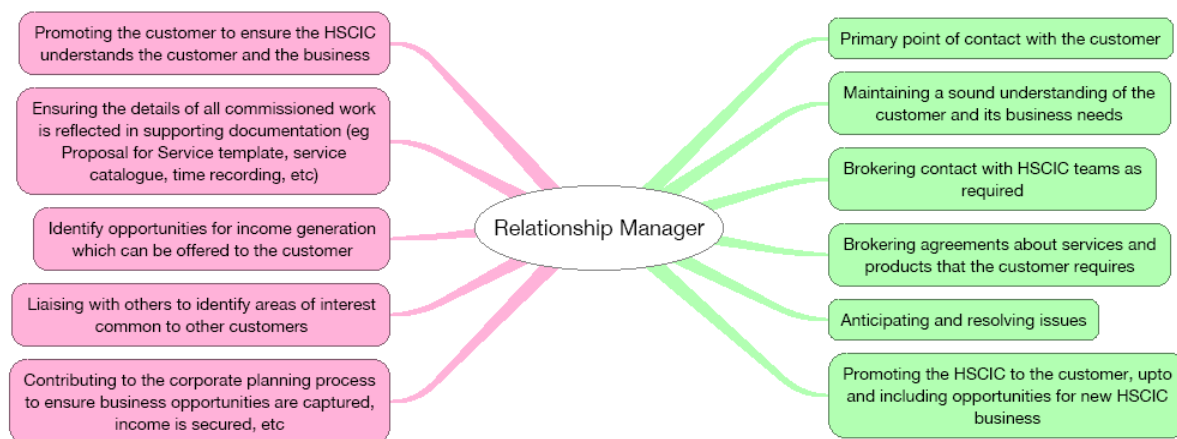 Promoting the customer to ensure the HSCIC
understands the customer and the business
Ensuring the details of all commissioned work
is reflected in supporting documentation (eg
Proposal for Service template, service
catalogue, time recording, etc)
Identify opportunities for income generation
which can be offered to the customer
Liaising with others to identify areas of interest
common to other customers
Contributing to the corporate planning process
to ensure business opportunities are captured,
income is secured, etc
Relationship Manager
Primary point of contact with the customer
Maintaining a sound understanding of the
customer and its business needs
Brokering contact with HSCIC teams as
required
Brokering agreements about services and
products that the customer requires
Anticipating and resolving issues
Promoting the HSCIC to the customer, upto
and including opportunities for new HSCIC
business